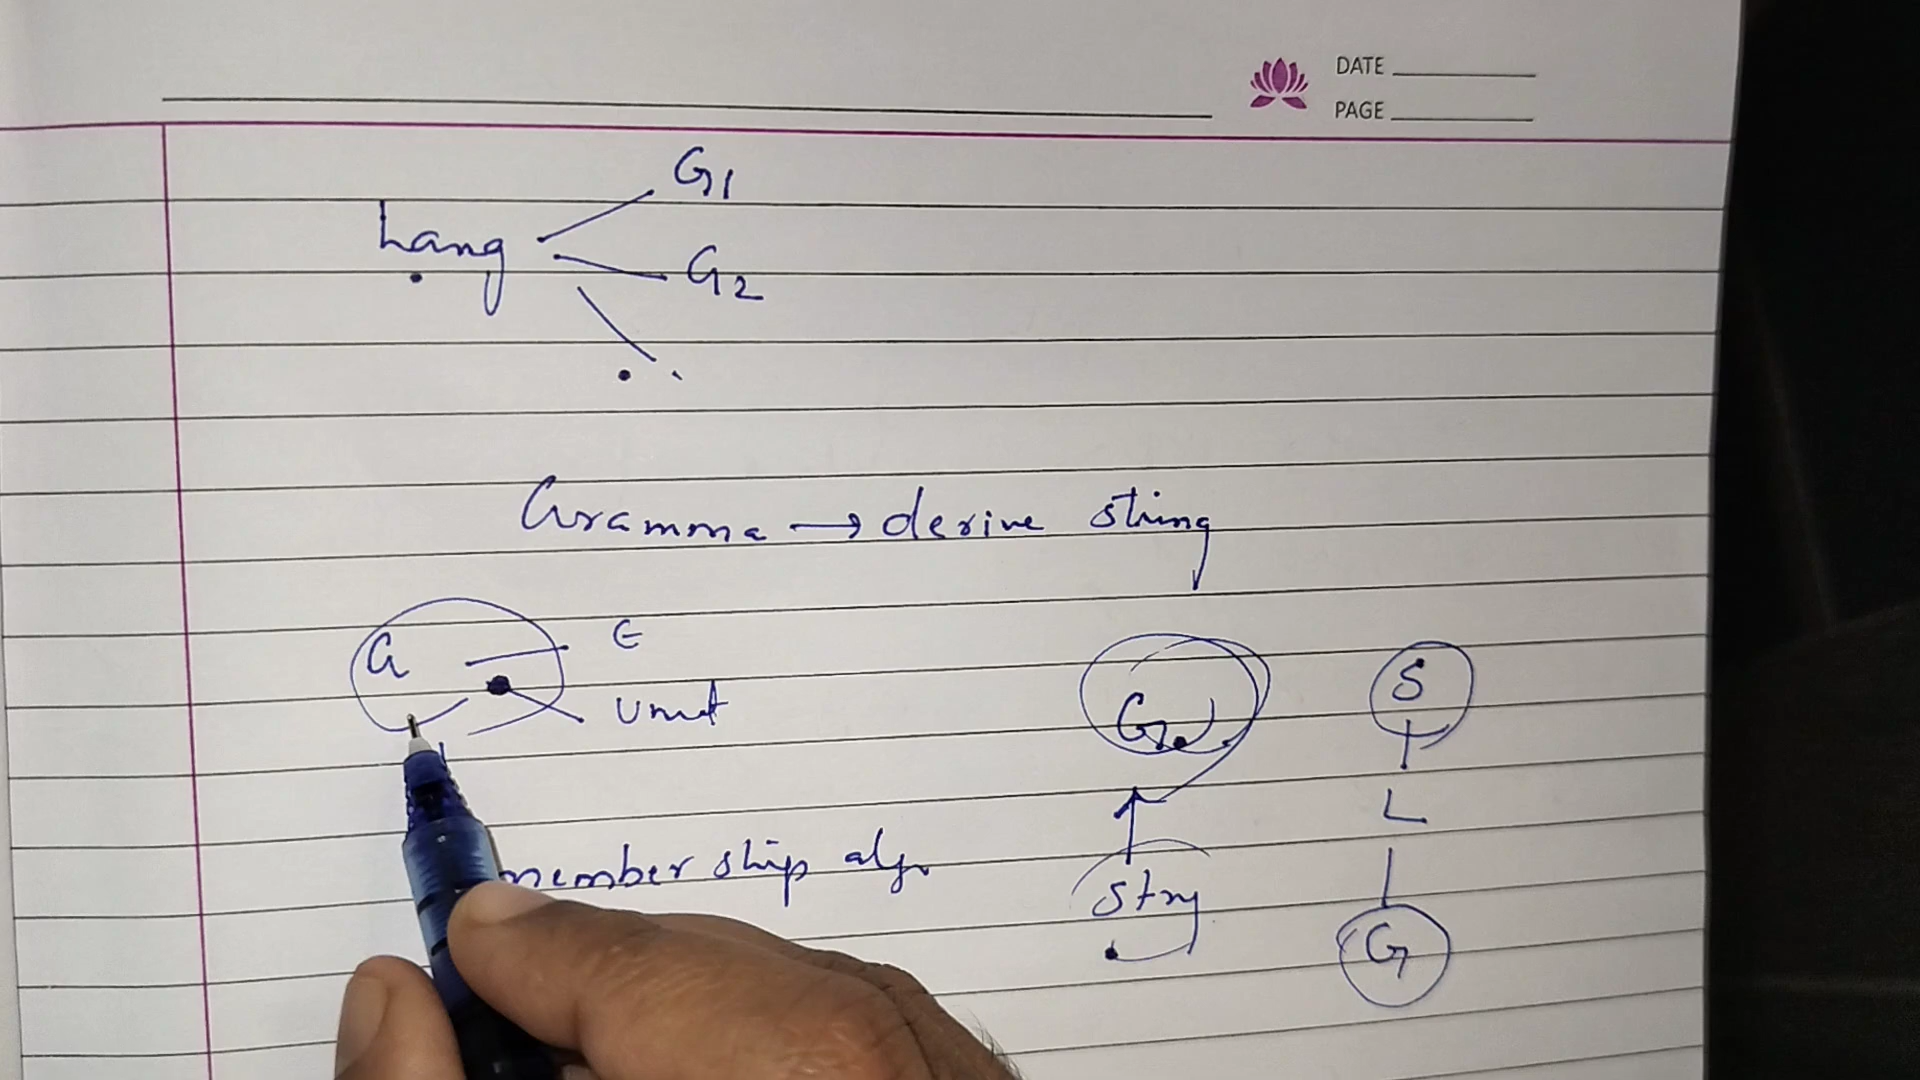 DATE
PAGE
G1
Lang
G2
Gramma → derive string
G
ε
Unit
G
S
L
membership alg.
Strg
G